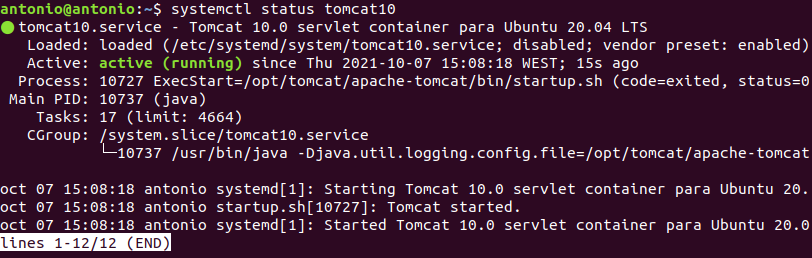 antonio@antonio:~$ systemctl status tomcat10
● tomcat10.service - Tomcat 10.0 servlet container para Ubuntu 20.04 LTS
Loaded: loaded (/etc/systemd/system/tomcat10.service; disabled; vendor preset: enabled)
Active: active (running) since Thu 2021-10-07 15:08:18 WEST; 15s ago
Process: 10727 ExecStart=/opt/tomcat/apache-tomcat/bin/startup.sh (code=exited, status=0
Main PID: 10737 (java)
Tasks: 17 (limit: 4664)
CGroup: /system.slice/tomcat10.service
└─10737 /usr/bin/java -Djava.util.logging.config.file=/opt/tomcat/apache-tomcat
oct 07 15:08:18 antonio systemd[1]: Starting Tomcat 10.0 servlet container para Ubuntu 20.
oct 07 15:08:18 antonio startup.sh[10727]: Tomcat started.
oct 07 15:08:18 antonio systemd[1]: Started Tomcat 10.0 servlet container para Ubuntu 20.0
lines 1-12/12 (END)